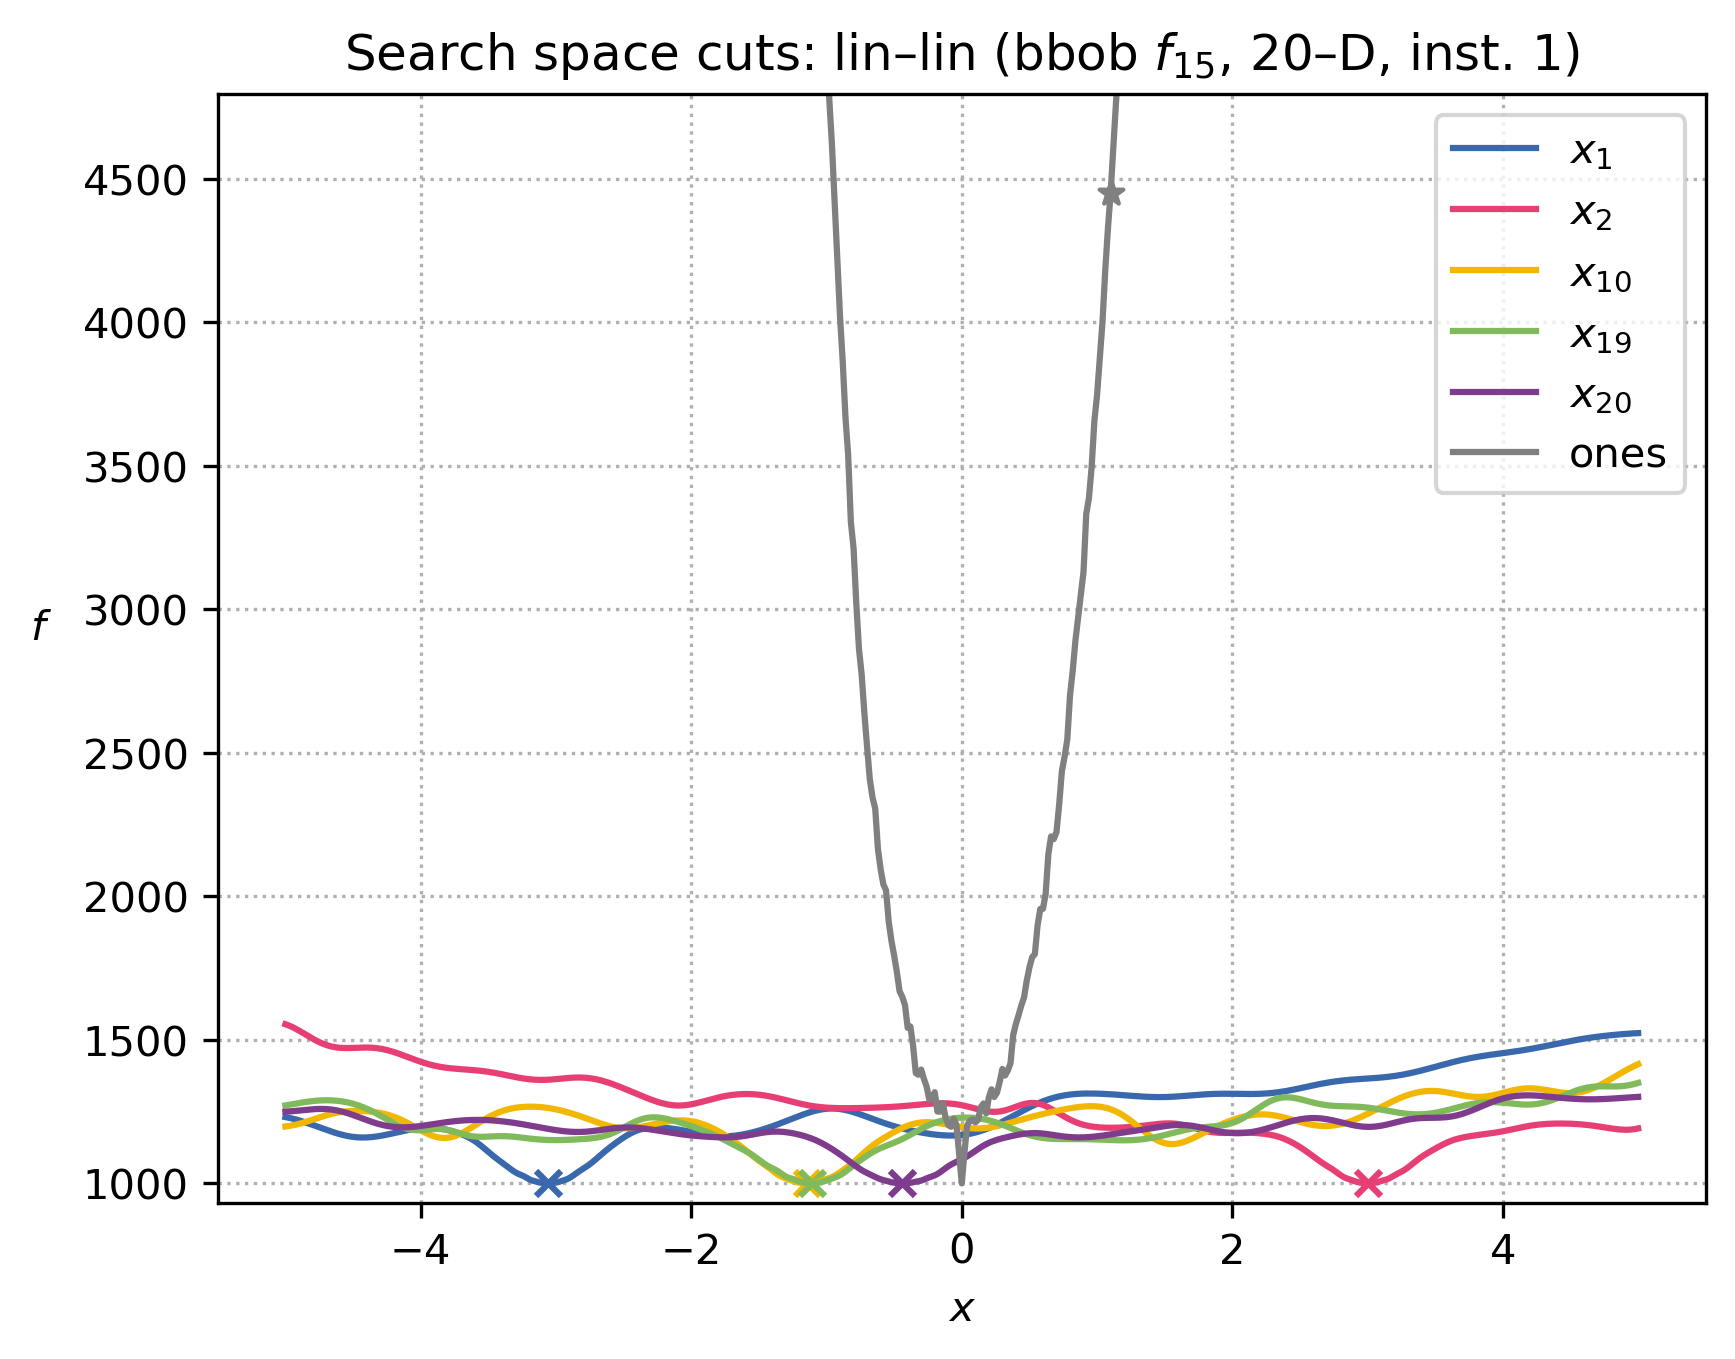 Search space cuts: lin–lin (bbob f₁₅, 20–D, inst. 1)
x₁
x₂
x₁₀
x₁₉
x₂₀
ones
4500
4000
3500
3000
2500
2000
1500
1000
f
−4 −2 0 2 4
x